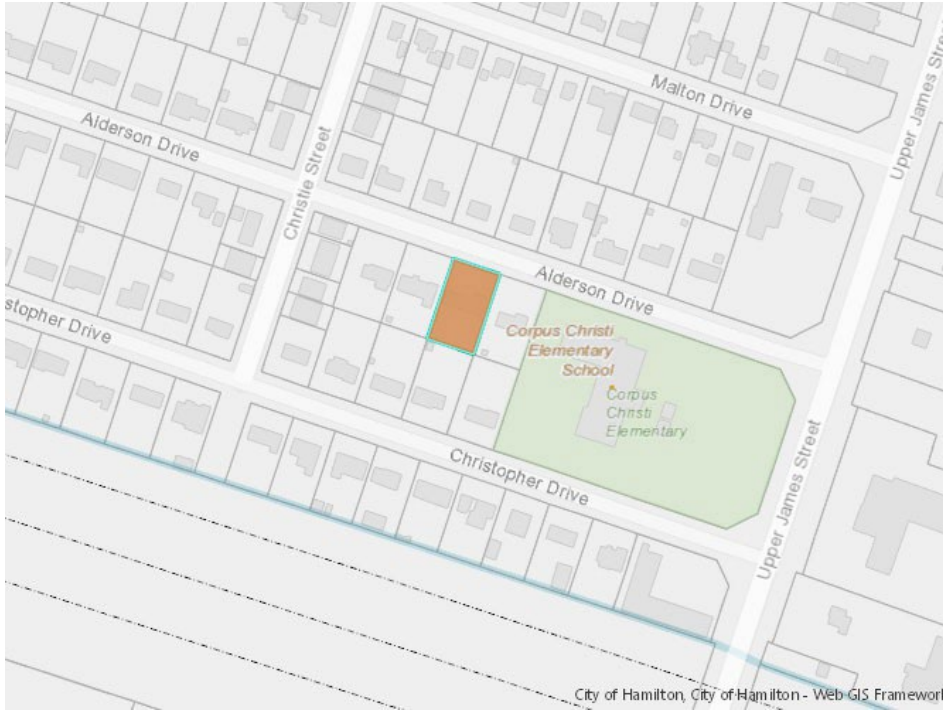 Malton Drive
Upper James Street
Alderson Drive
Christie Street
Alderson Drive
stopher Drive
Corpus Christi
Elementary
School
Corpus
Christi
Elementary
Christopher Drive
Upper James Street
City of Hamilton, City of Hamilton - Web GIS Framework